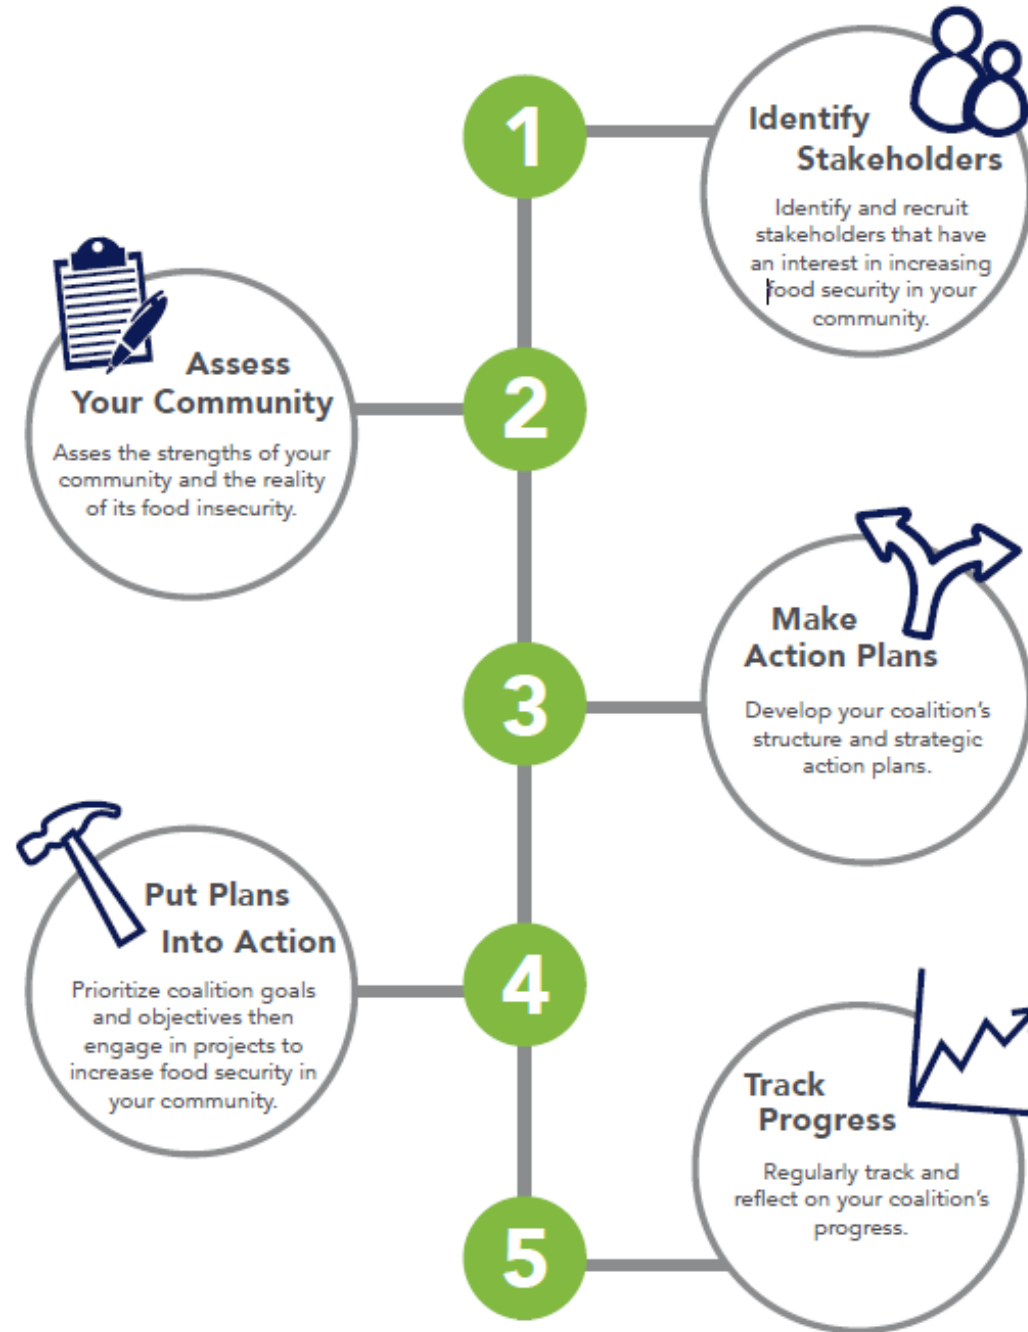 1
Identify
Stakeholders
Identify and recruit
stakeholders that have
an interest in increasing
food security in your
community.
Assess
Your Community
Asses the strengths of your
community and the reality
of its food insecurity.
2
Make
Action Plans
Develop your coalition's
structure and strategic
action plans.
3
Put Plans
Into Action
Prioritize coalition goals
and objectives then
engage in projects to
increase food security in
your community.
4
Track
Progress
Regularly track and
reflect on your coalition's
progress.
5